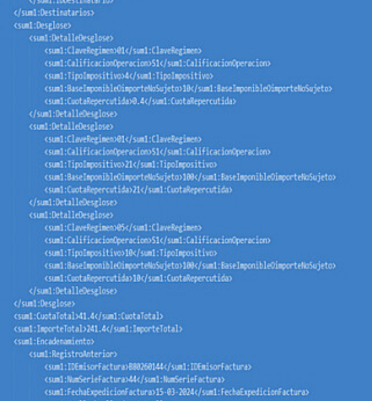 </sum1:IDDestinatario>
</sum1:Destinatarios>
<sum1:Desglose>
<sum1:DetalleDesglose>
<sum1:ClaveRegimen>01</sum1:ClaveRegimen>
<sum1:CalificacionOperacion>S1</sum1:CalificacionOperacion>
<sum1:TipoImpositivo>4</sum1:TipoImpositivo>
<sum1:BaseImponibleOimporteNoSujeto>10</sum1:BaseImponibleOimporteNoSujeto>
<sum1:CuotaRepercutida>0.4</sum1:CuotaRepercutida>
</sum1:DetalleDesglose>
<sum1:DetalleDesglose>
<sum1:ClaveRegimen>01</sum1:ClaveRegimen>
<sum1:CalificacionOperacion>S1</sum1:CalificacionOperacion>
<sum1:TipoImpositivo>21</sum1:TipoImpositivo>
<sum1:BaseImponibleOimporteNoSujeto>100</sum1:BaseImponibleOimporteNoSujeto>
<sum1:CuotaRepercutida>21</sum1:CuotaRepercutida>
</sum1:DetalleDesglose>
<sum1:DetalleDesglose>
<sum1:ClaveRegimen>05</sum1:ClaveRegimen>
<sum1:CalificacionOperacion>S1</sum1:CalificacionOperacion>
<sum1:TipoImpositivo>10</sum1:TipoImpositivo>
<sum1:BaseImponibleOimporteNoSujeto>100</sum1:BaseImponibleOimporteNoSujeto>
<sum1:CuotaRepercutida>10</sum1:CuotaRepercutida>
</sum1:DetalleDesglose>
</sum1:Desglose>
<sum1:CuotaTotal>41.4</sum1:CuotaTotal>
<sum1:ImporteTotal>241.4</sum1:ImporteTotal>
<sum1:Encadenamiento>
<sum1:RegistroAnterior>
<sum1:IDEmisorFactura>B80260144</sum1:IDEmisorFactura>
<sum1:NumSerieFactura>44</sum1:NumSerieFactura>
<sum1:FechaExpedicionFactura>15-03-2024</sum1:FechaExpedicionFactura>